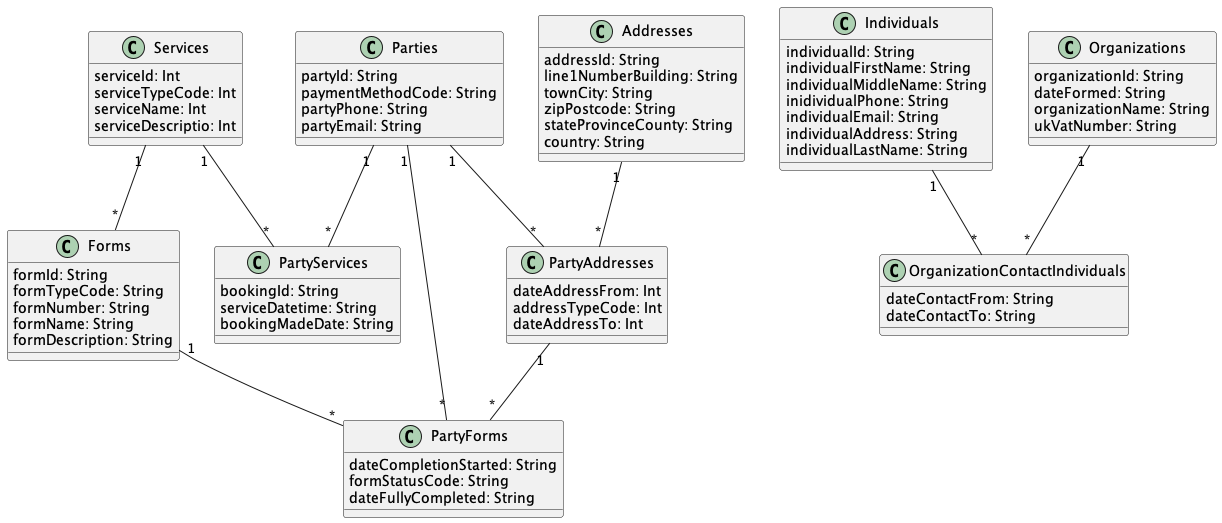 C Services
serviceId: Int
serviceTypeCode: Int
serviceName: Int
serviceDescriptio: Int
C Parties
partyId: String
paymentMethodCode: String
partyPhone: String
partyEmail: String
C Addresses
addressId: String
line1NumberBuilding: String
townCity: String
zipPostcode: String
stateProvinceCounty: String
country: String
C Individuals
individualId: String
individualFirstName: String
individualMiddleName: String
inidividualPhone: String
individualEmail: String
individualAddress: String
individualLastName: String
C Organizations
organizationId: String
dateFormed: String
organizationName: String
ukVatNumber: String
1
1
1
1
1
1
1
1
*
*
*
*
*
*
*
C Forms
formId: String
formTypeCode: String
formNumber: String
formName: String
formDescription: String
C PartyServices
bookingId: String
serviceDatetime: String
bookingMadeDate: String
C PartyAddresses
dateAddressFrom: Int
addressTypeCode: Int
dateAddressTo: Int
C OrganizationContactIndividuals
dateContactFrom: String
dateContactTo: String
1
1
*
*
*
C PartyForms
dateCompletionStarted: String
formStatusCode: String
dateFullyCompleted: String